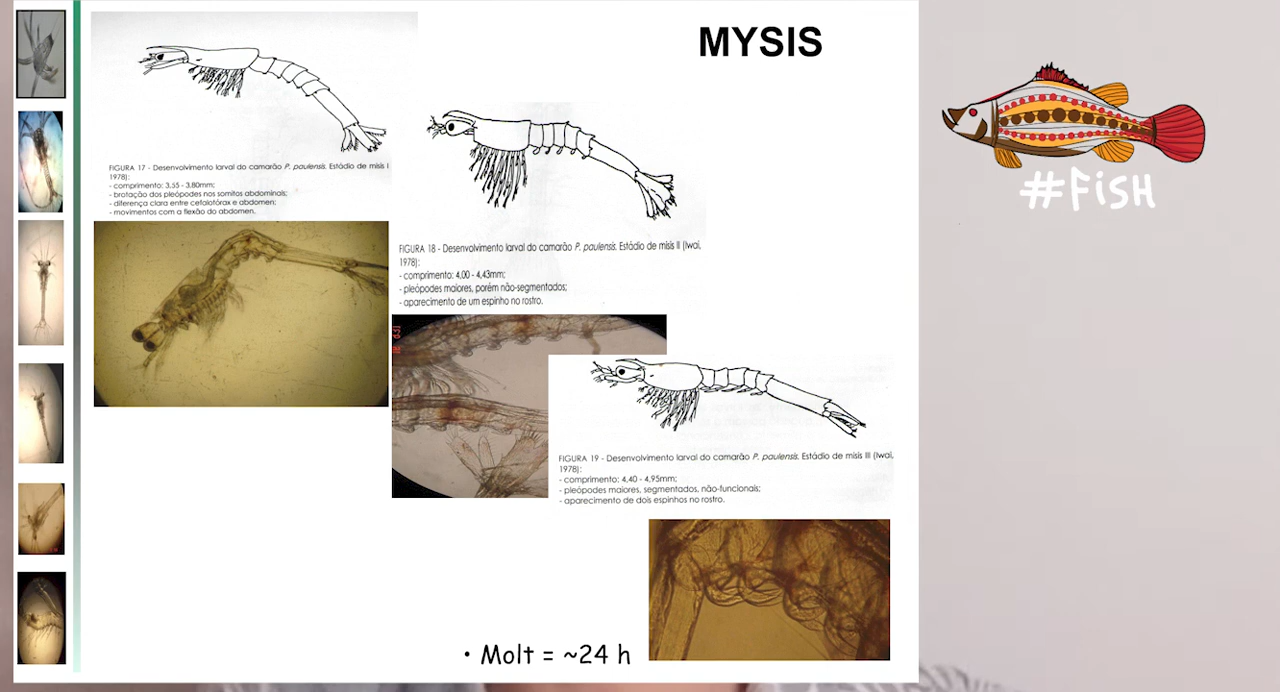 MYSIS
FIGURA 17 - Desenvolvimento larval do camarão P. paulensis. Estádio de misis I
1978):
- comprimento: 3,55 - 3,80mm;
- brotação dos pleópodes nos somitos abdominais;
- diferença clara entre cefalotórax e abdomen;
- movimentos com a flexão do abdomen.
FIGURA 18 - Desenvolvimento larval do camarão P. paulensis. Estádio de misis II (Iwai,
1978):
- comprimento: 4,00 - 4,43mm;
- pleópodes maiores, porém não-segmentados;
- aparecimento de um espinho no rostro.
FIGURA 19 - Desenvolvimento larval do camarão P. paulensis. Estádio de misis III (Iwai,
1978):
- comprimento: 4,40 - 4,95mm;
- pleópodes maiores, segmentados, não-funcionais;
- aparecimento de dois espinhos no rostro.
• Molt = ~24 h
#FiSH